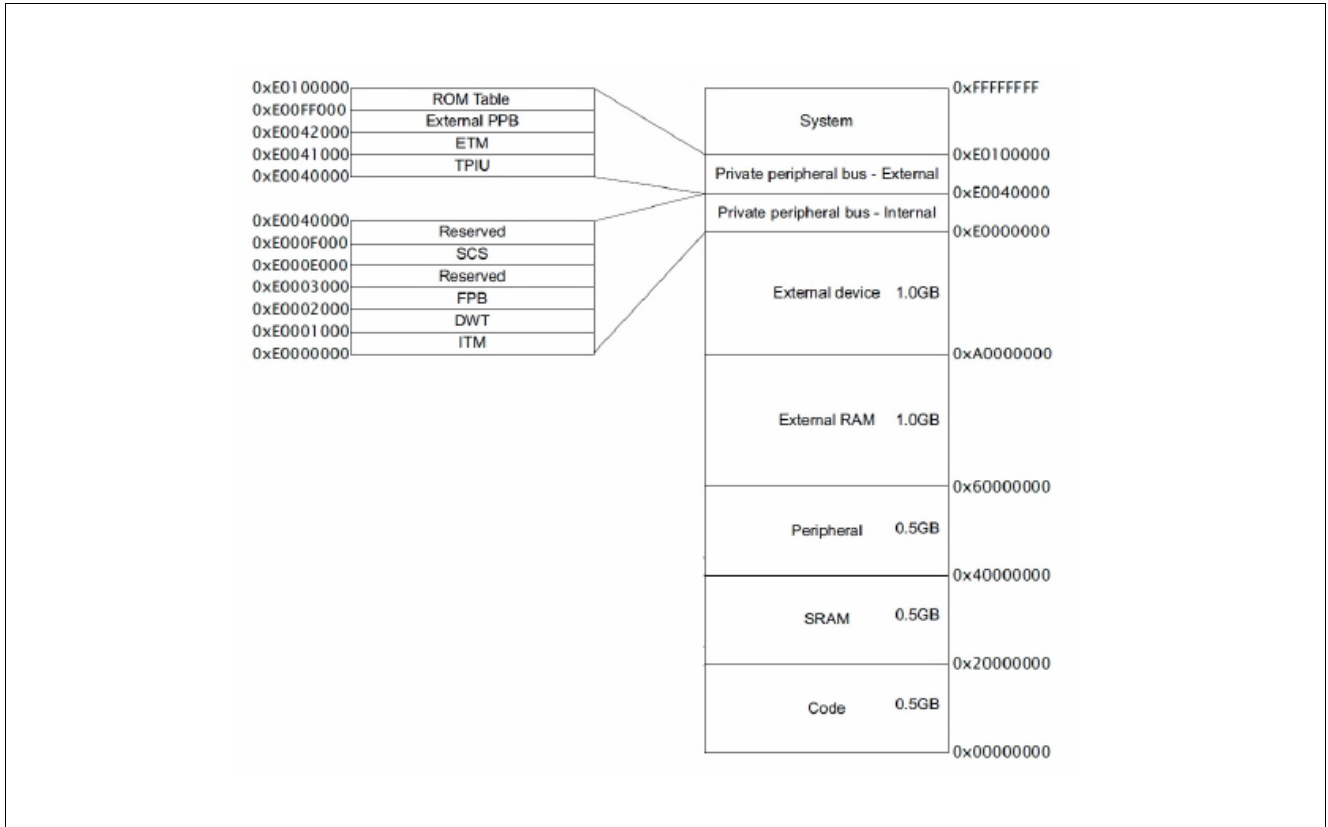 0xE0100000
ROM Table
0xE00FF000
External PPB
0xE0042000
ETM
0xE0041000
TPIU
0xE0040000
0xE0040000
Reserved
0xE000F000
SCS
0xE000E000
Reserved
0xE0003000
FPB
0xE0002000
DWT
0xE0001000
ITM
0xE0000000
0xFFFFFFFF
System
0xE0100000
Private peripheral bus - External
0xE0040000
Private peripheral bus - Internal
0xE0000000
External device 1.0GB
0xA0000000
External RAM 1.0GB
0x60000000
Peripheral 0.5GB
0x40000000
SRAM 0.5GB
0x20000000
Code 0.5GB
0x00000000